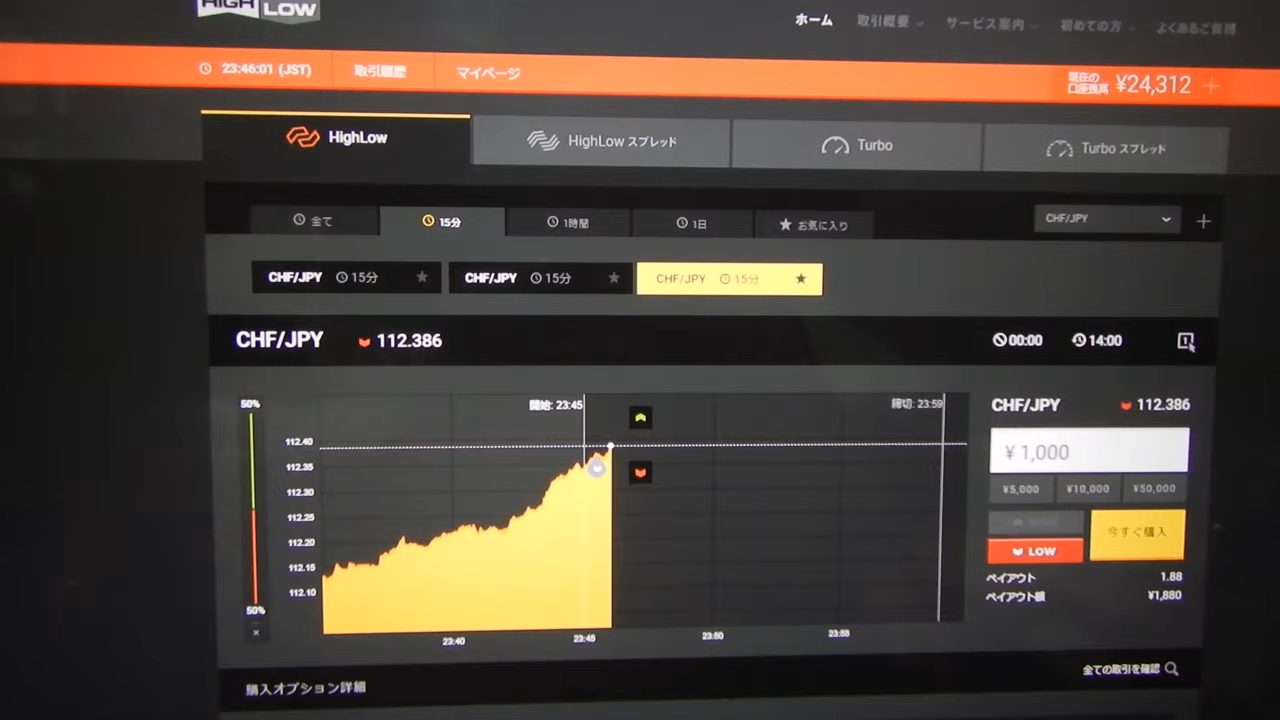 HIGH LOW
ホーム 取引概要 サービス案内 初めての方 よくあるご質問
23:46:01 (JST) 取引履歴 マイページ 現在の口座残高 ¥24,312 +
HighLow HighLow スプレッド Turbo Turbo スプレッド
全て 15分 1時間 1日 お気に入り CHF/JPY +
CHF/JPY 15分 CHF/JPY 15分 CHF/JPY 15分
CHF/JPY 112.386 00:00 14:00
50%
開始: 23:45
締切: 23:59
112.40
112.35
112.30
112.25
112.20
112.15
112.10
50%
×
23:40 23:45 23:50 23:55
CHF/JPY 112.386
¥ 1,000
¥5,000 ¥10,000 ¥50,000
LOW
今すぐ購入
ペイアウト 1.88
ペイアウト額 ¥1,880
全ての取引を確認
購入オプション詳細